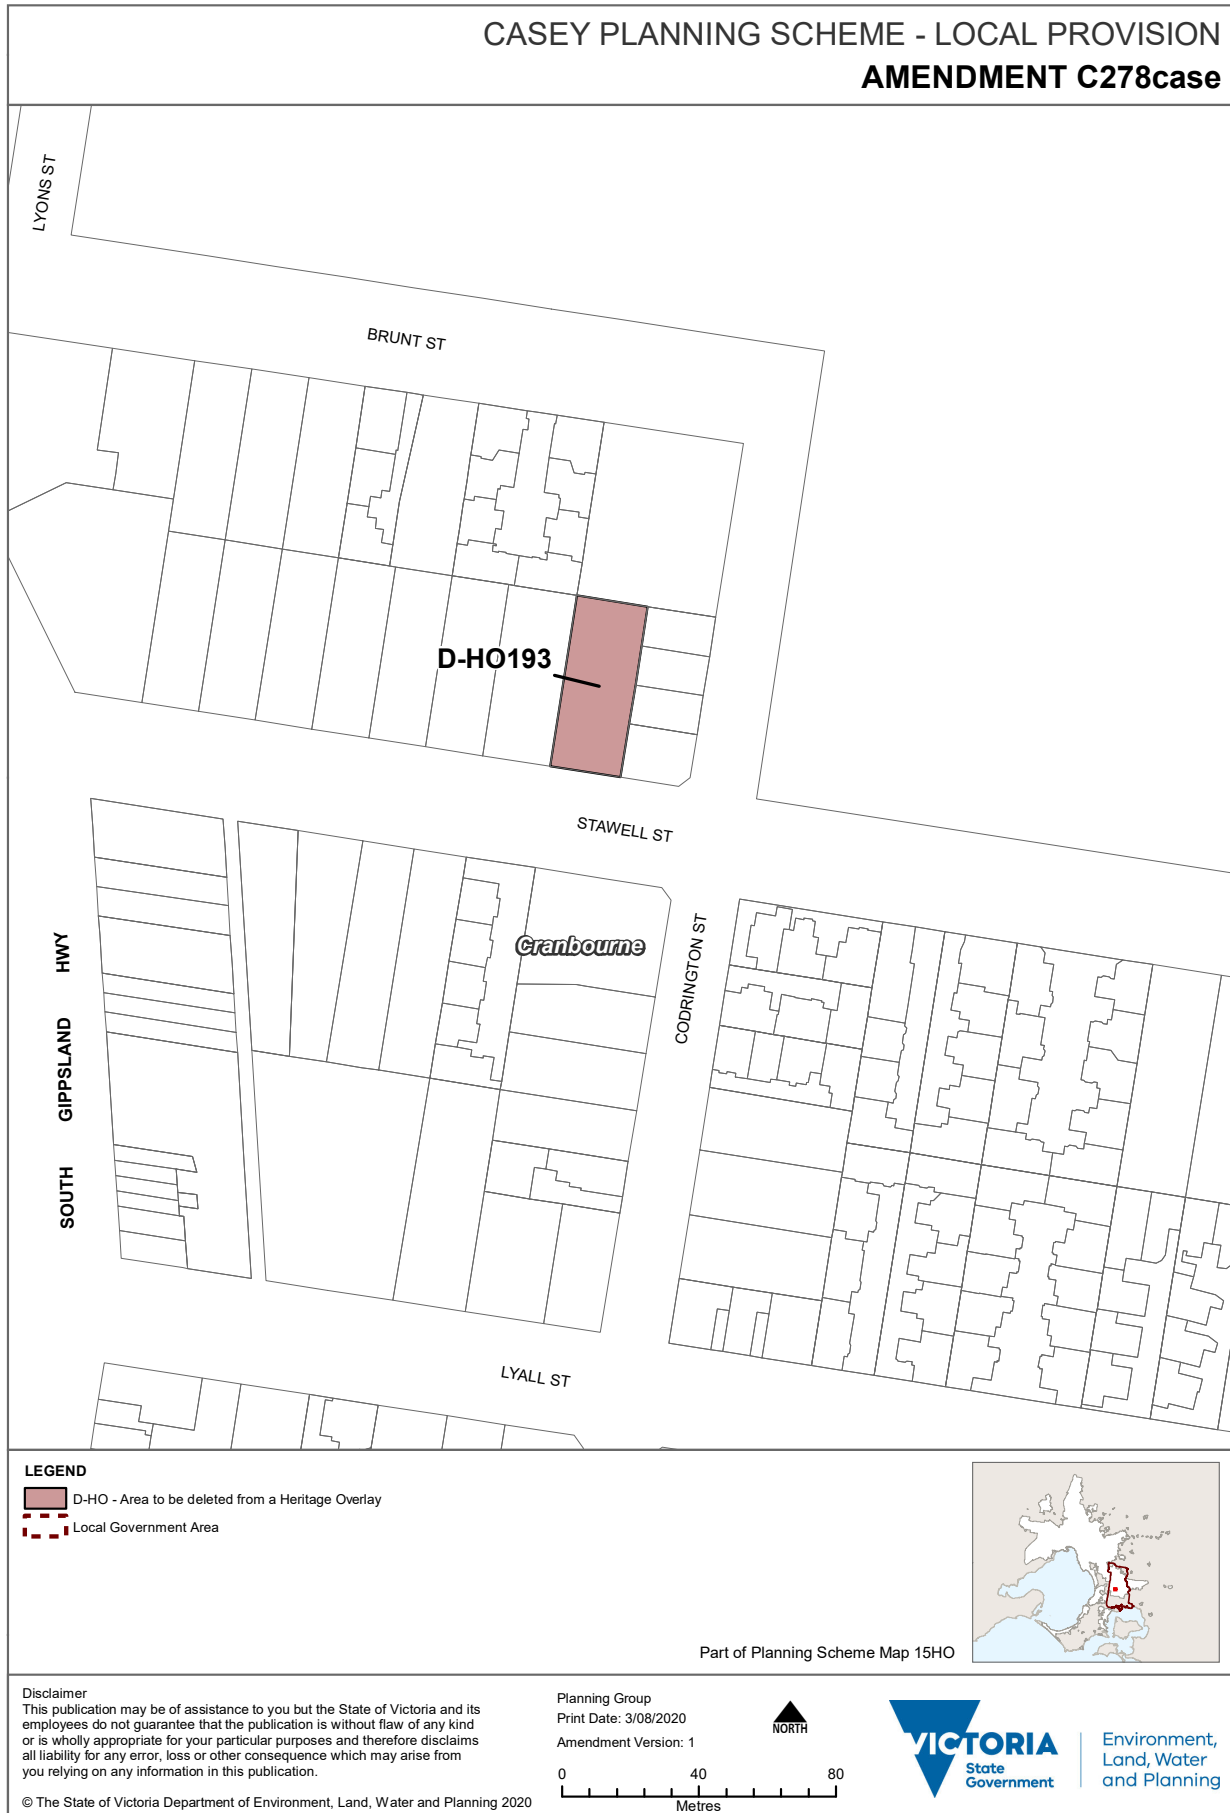 CASEY PLANNING SCHEME - LOCAL PROVISION
AMENDMENT C278case
LYONS ST
BRUNT ST
D-HO193
STAWELL ST
Cranbourne
CODRINGTON ST
SOUTH GIPPSLAND HWY
LYALL ST
LEGEND
D-HO - Area to be deleted from a Heritage Overlay
Local Government Area
Part of Planning Scheme Map 15HO
Disclaimer
This publication may be of assistance to you but the State of Victoria and its
employees do not guarantee that the publication is without flaw of any kind
or is wholly appropriate for your particular purposes and therefore disclaims
all liability for any error, loss or other consequence which may arise from
you relying on any information in this publication.
© The State of Victoria Department of Environment, Land, Water and Planning 2020
Planning Group
Print Date: 3/08/2020
Amendment Version: 1
0 40 80
Metres
NORTH
VICTORIA
State
Government
Environment,
Land, Water
and Planning